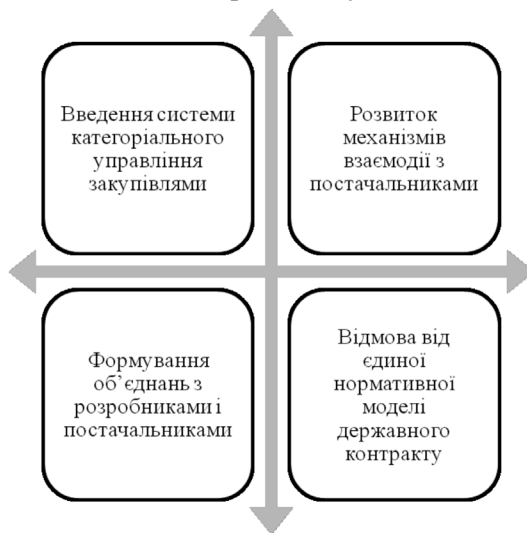 Введення системи
категоріального
управління
закупівлями
Розвиток
механізмів
взаємодії з
постачальниками
Формування
об’єднань з
розробниками і
постачальниками
Відмова від
єдиної
нормативної
моделі
державного
контракту